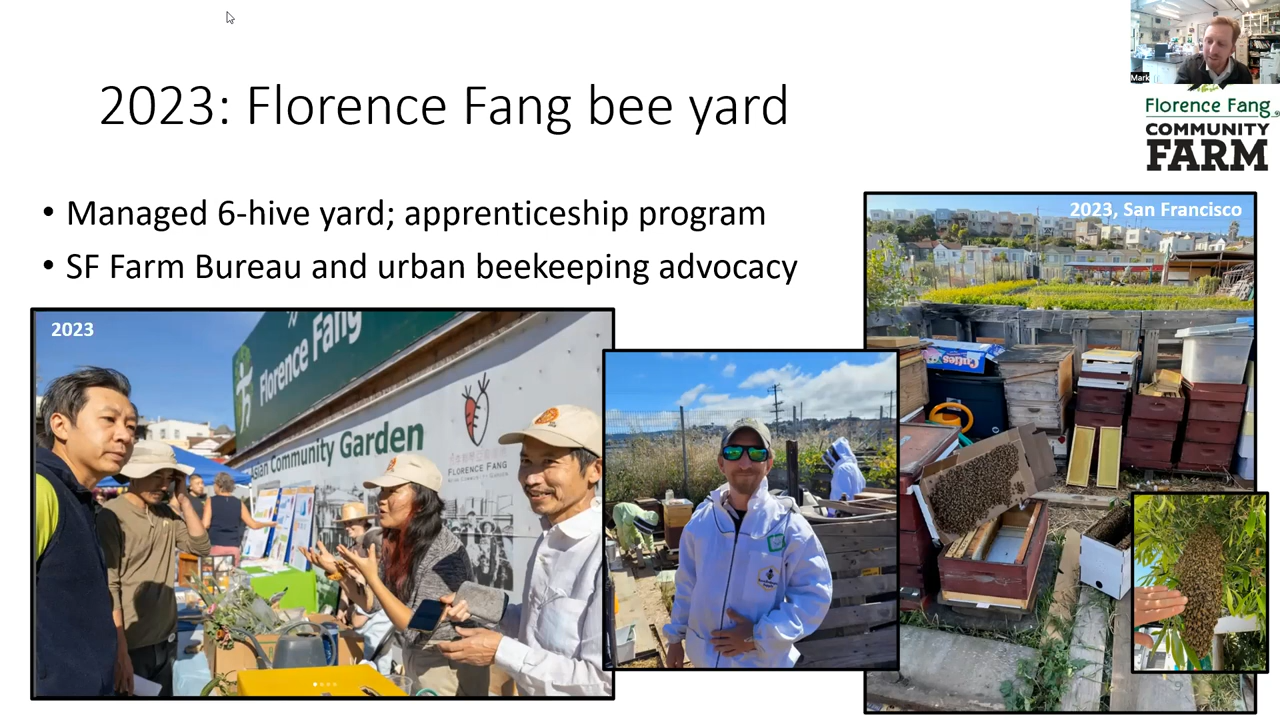 Mark
2023: Florence Fang bee yard
Florence Fang
COMMUNITY
FARM
• Managed 6-hive yard; apprenticeship program
• SF Farm Bureau and urban beekeeping advocacy
2023, San Francisco
2023
Florence Fang
Asian Community Garden
FLORENCE FANG
Cuties